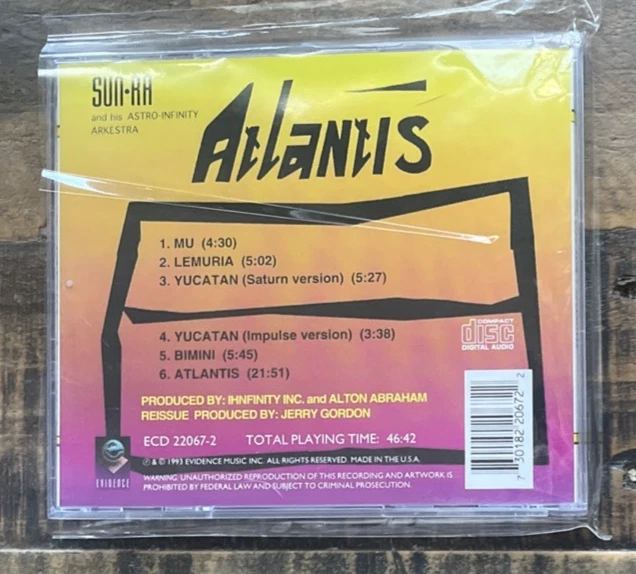 SUN•RA
and his ASTRO-INFINITY
ARKESTRA
Atlantis
1. MU (4:30)
2. LEMURIA (5:02)
3. YUCATAN (Saturn version) (5:27)
4. YUCATAN (Impulse version) (3:38)
5. BIMINI (5:45)
6. ATLANTIS (21:51)
COMPACT
disc
DIGITAL AUDIO
PRODUCED BY: IHNFINITY INC. and ALTON ABRAHAM
REISSUE PRODUCED BY: JERRY GORDON
ECD 22067-2 TOTAL PLAYING TIME: 46:42
℗ & © 1993 EVIDENCE MUSIC INC. ALL RIGHTS RESERVED. MADE IN THE U.S.A.
WARNING: UNAUTHORIZED REPRODUCTION OF THIS RECORDING AND ARTWORK IS
PROHIBITED BY FEDERAL LAW AND SUBJECT TO CRIMINAL PROSECUTION.
EVIDENCE
7 30182 20672 2